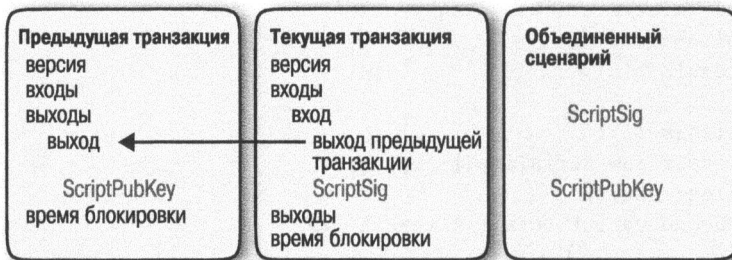 Предыдущая транзакция
версия
входы
выходы
выход
ScriptPubKey
время блокировки
Текущая транзакция
версия
входы
вход
выход предыдущей
транзакции
ScriptSig
выходы
время блокировки
Объединенный
сценарий
ScriptSig
ScriptPubKey